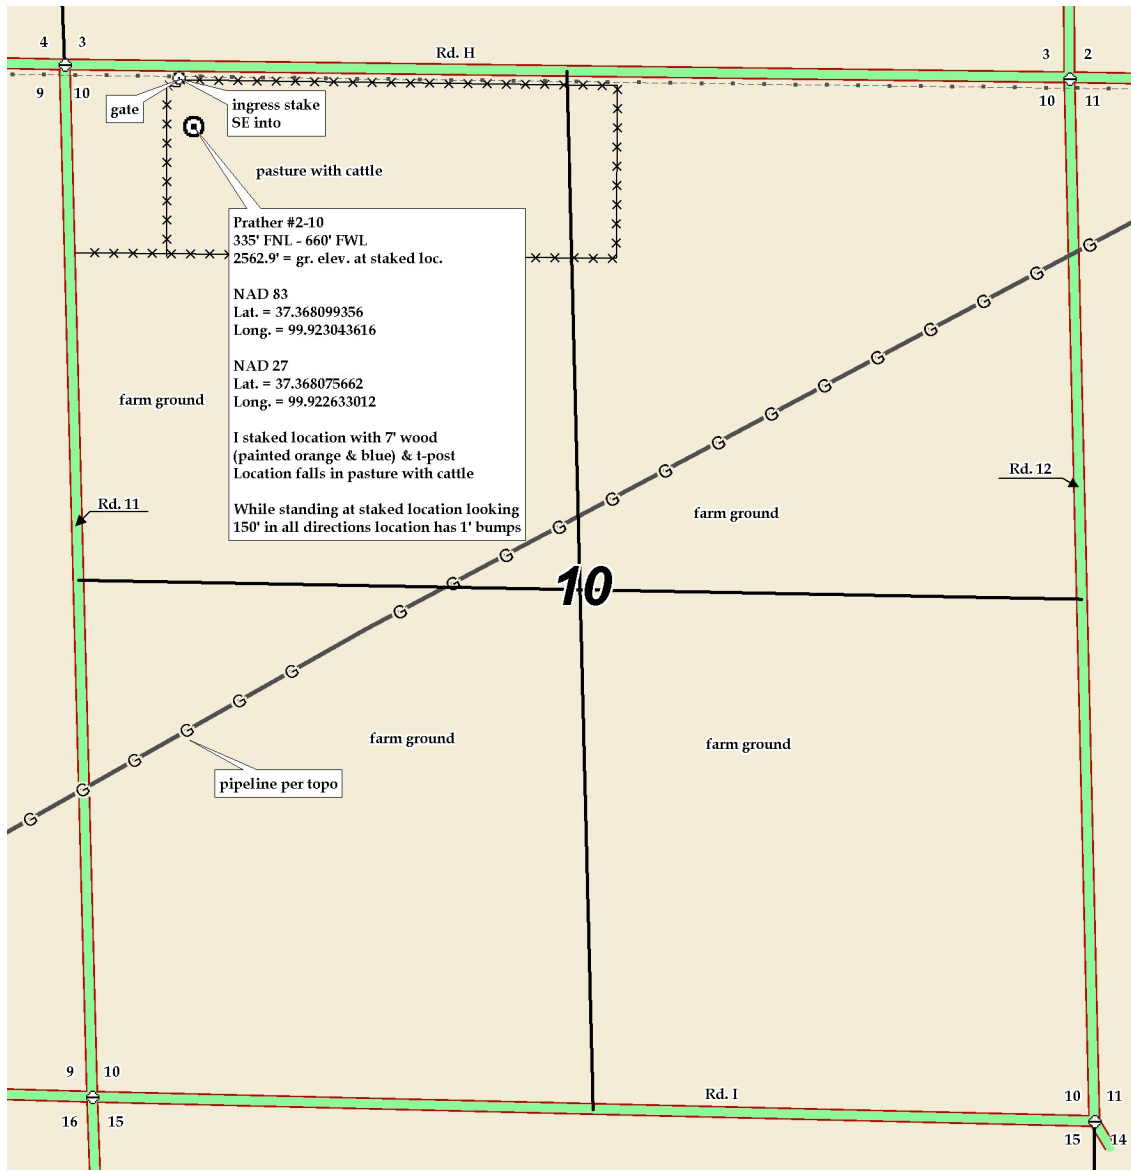 4 3
Rd. H
3 2
9 10
10 11
gate
ingress stake
SE into
pasture with cattle
Prather #2-10
335' FNL - 660' FWL
2562.9' = gr. elev. at staked loc.
NAD 83
Lat. = 37.368099356
Long. = 99.923043616
NAD 27
Lat. = 37.368075662
Long. = 99.922633012
I staked location with 7' wood
(painted orange & blue) & t-post
Location falls in pasture with cattle
While standing at staked location looking
150' in all directions location has 1' bumps
farm ground
Rd. 11
Rd. 12
farm ground
G
G
G
G
G
G
G
G
G
G
G
G
G
10
G
G
G
G
G
G
G
farm ground
farm ground
pipeline per topo
9 10
Rd. I
10 11
16 15
15 14